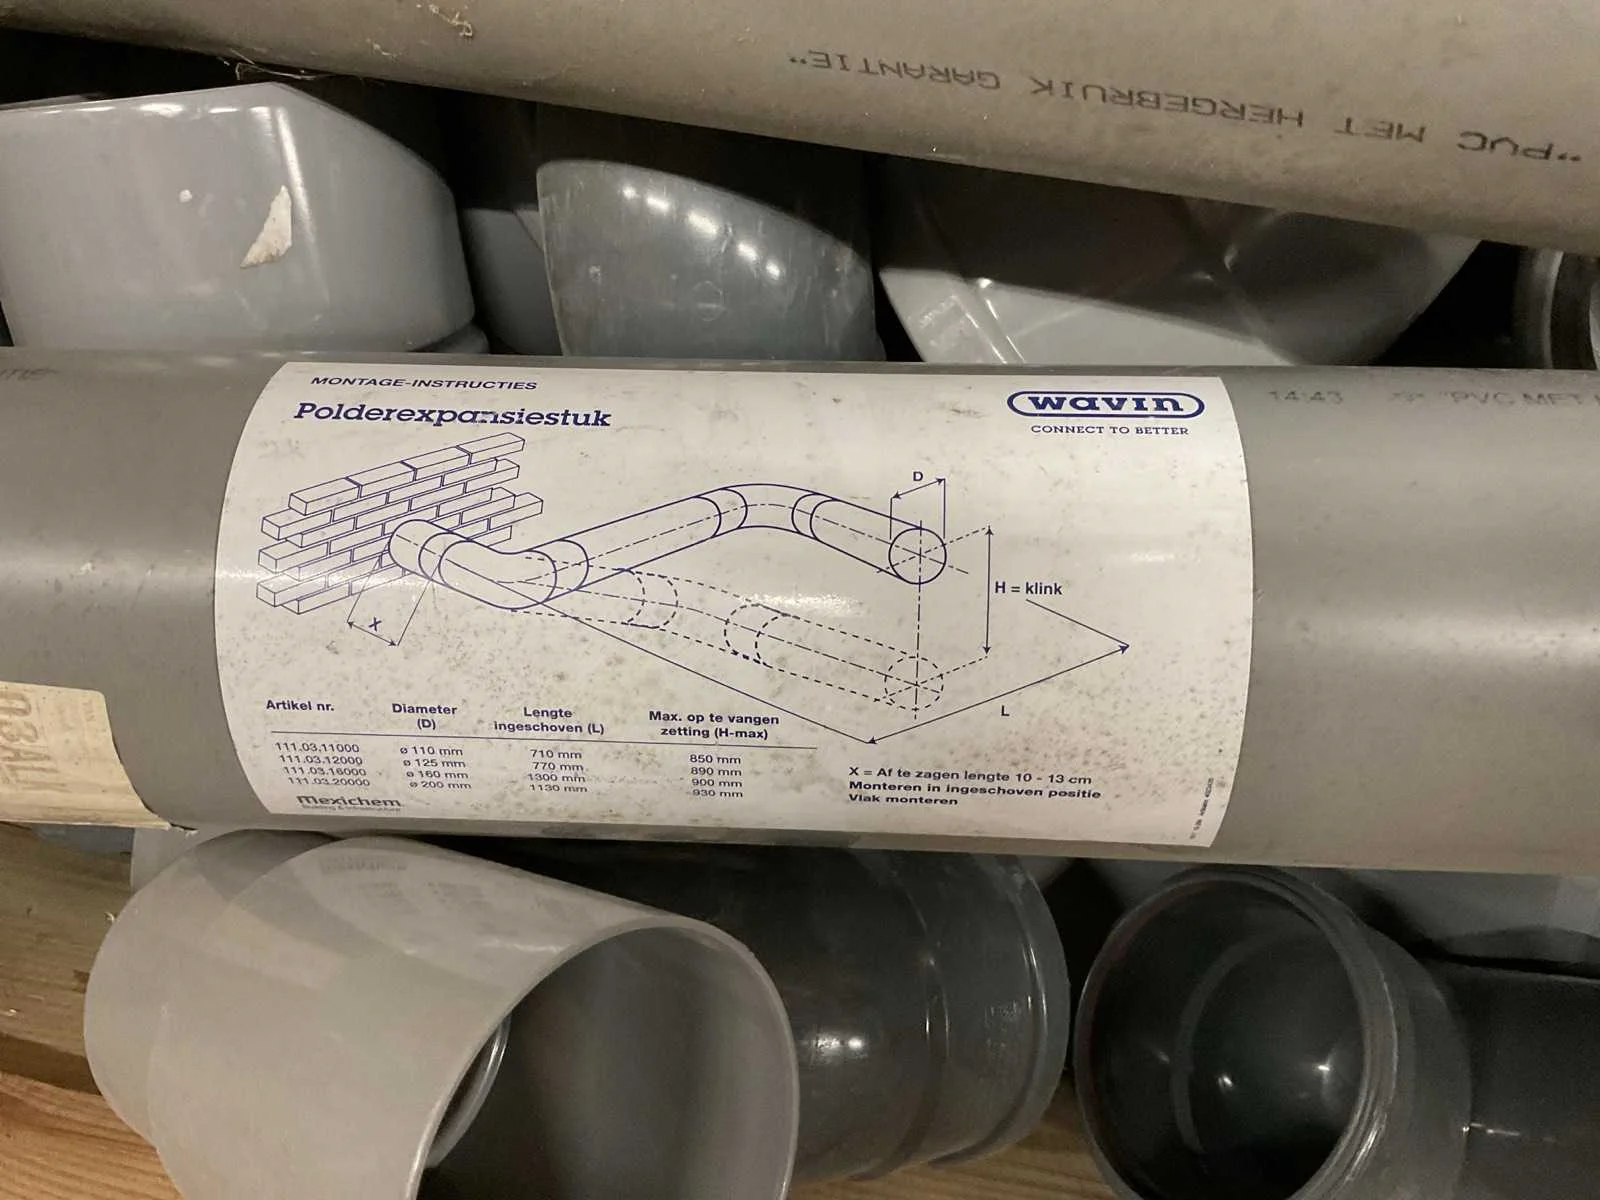 "PVC MET HERGEBRUIK GARANTIE"
14:43 "PVC MET
MONTAGE-INSTRUCTIES
Polderexpansiestuk
wavin
CONNECT TO BETTER
D
H = klink
X
L
Artikel nr. Diameter (D) Lengte ingeschoven (L) Max. op te vangen zetting (H-max)
111.03.11000 ø 110 mm 710 mm 850 mm
111.03.12000 ø 125 mm 770 mm 890 mm
111.03.16000 ø 160 mm 1300 mm 900 mm
111.03.20000 ø 200 mm 1130 mm 930 mm
X = Af te zagen lengte 10 - 13 cm
Monteren in ingeschoven positie
Vlak monteren
Mexichem
Building & Infrastructure